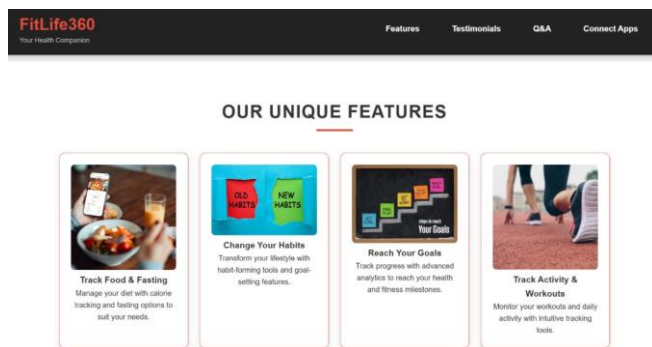 FitLife360
Your Health Companion
Features
Testimonials
Q&A
Connect Apps
OUR UNIQUE FEATURES
Track Food & Fasting
Manage your diet with calorie
tracking and fasting options to
suit your needs.
OLD
HABITS
NEW
HABITS
Change Your Habits
Transform your lifestyle with
habit-forming tools and goal-
setting features.
steps to reach
Your Goals
Reach Your Goals
Track progress with advanced
analytics to reach your health
and fitness milestones.
Track Activity &
Workouts
Monitor your workouts and daily
activity with intuitive tracking
tools.